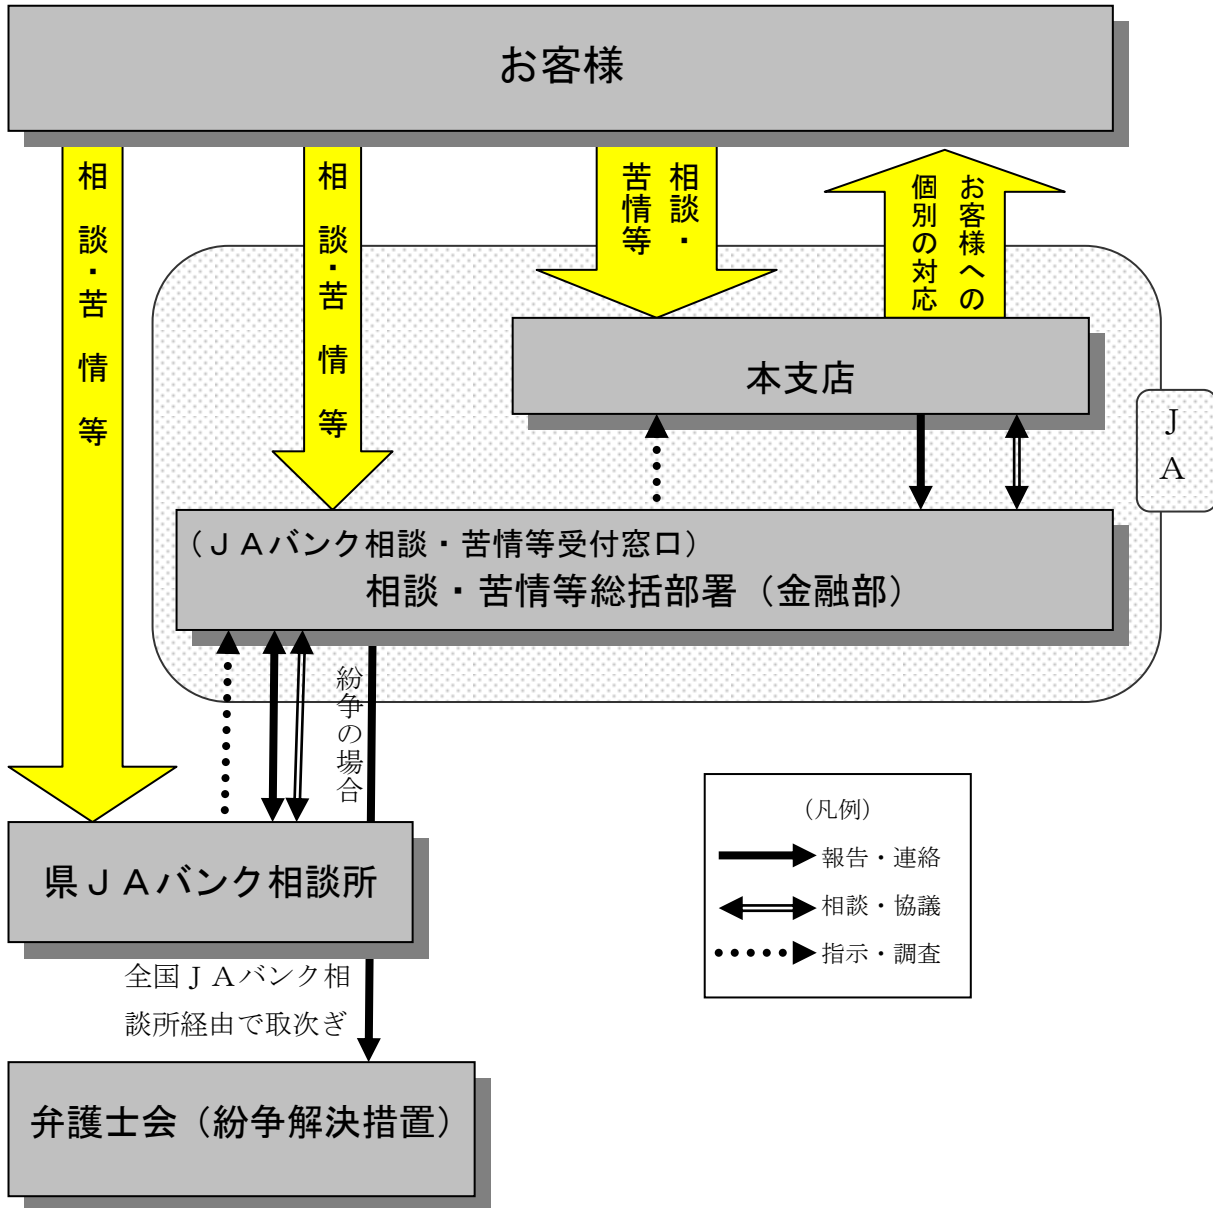 お客様
相談・苦情等
相談・苦情等
相談・
苦情等
お客様への
個別の対応
本支店
ＪＡ
（ＪＡバンク相談・苦情等受付窓口）
相談・苦情等総括部署（金融部）
紛争の場合
県ＪＡバンク相談所
（凡例）
報告・連絡
相談・協議
指示・調査
全国ＪＡバンク相
談所経由で取次ぎ
弁護士会（紛争解決措置）